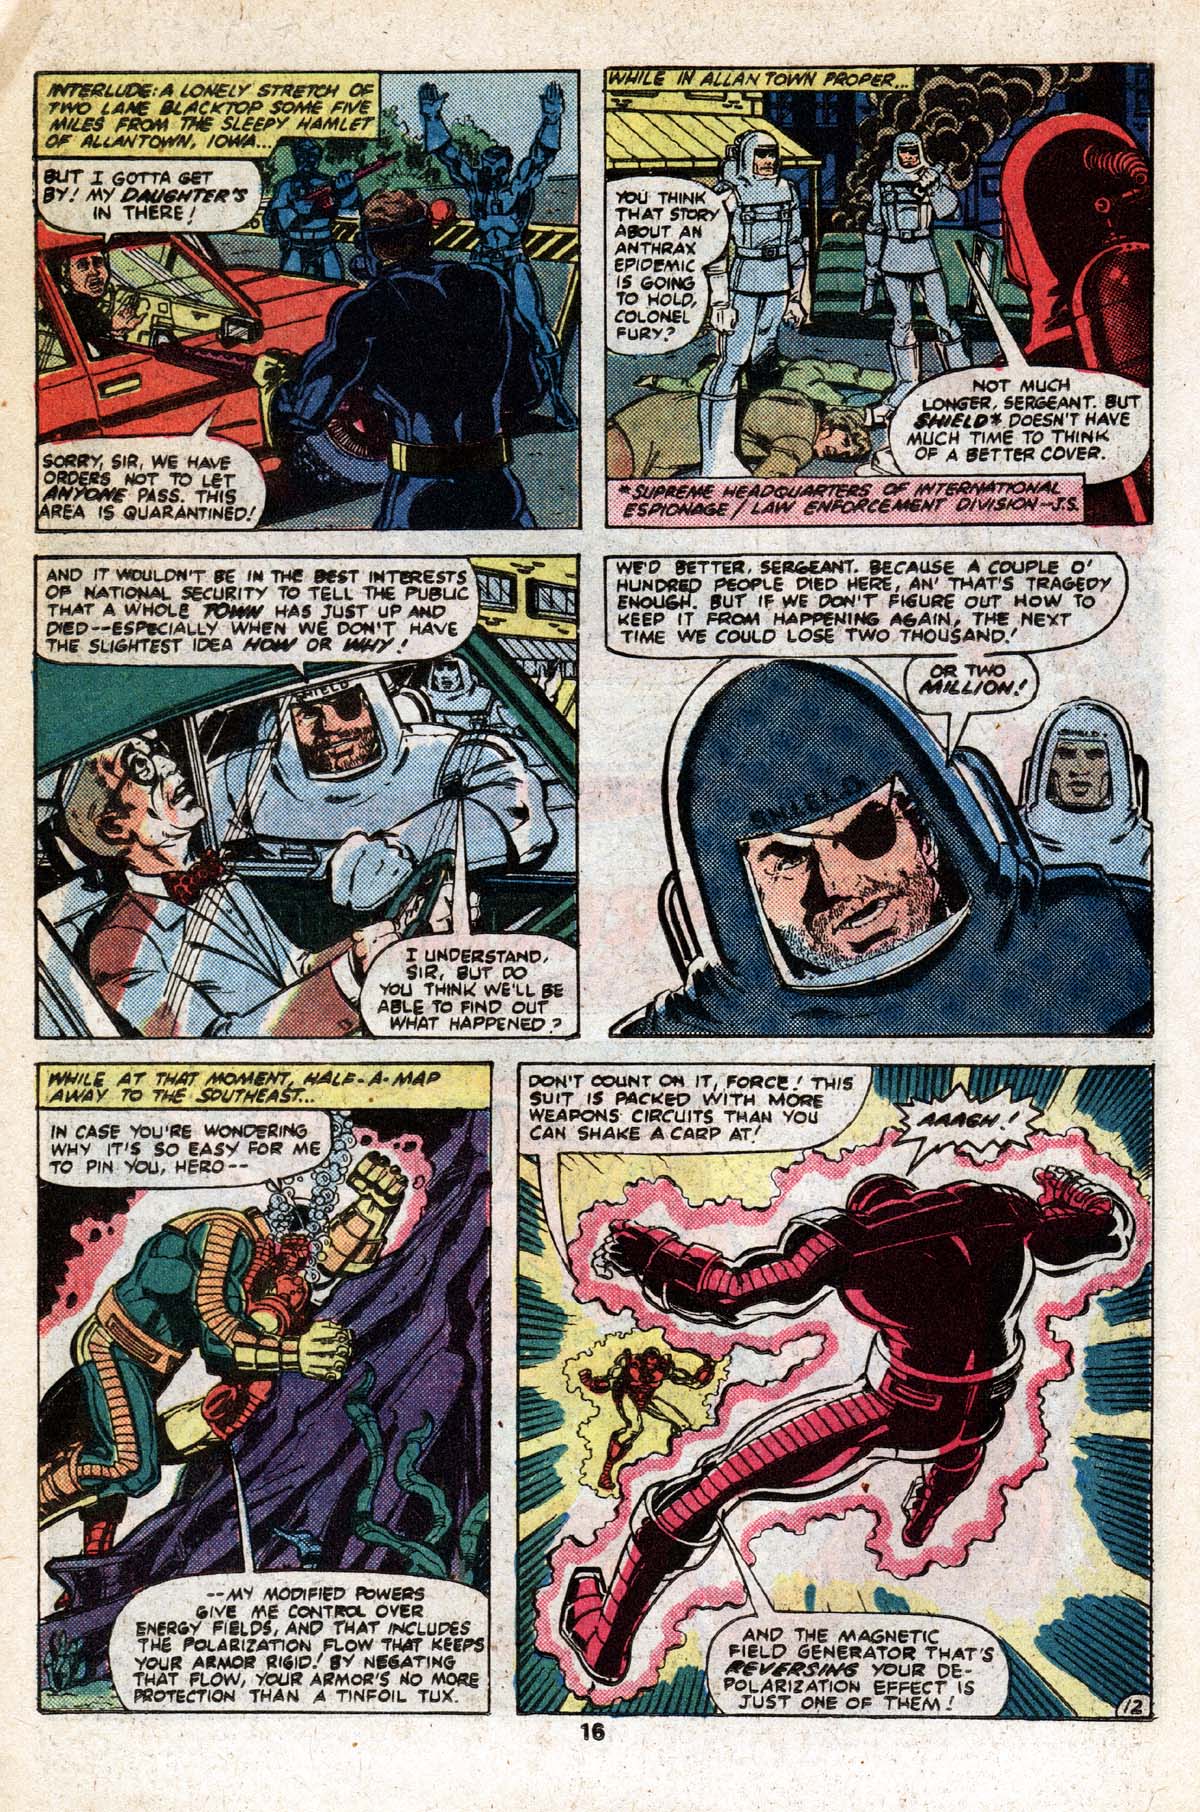 INTERLUDE: A LONELY STRETCH OF
TWO LANE BLACKTOP SOME FIVE
MILES FROM THE SLEEPY HAMLET
OF ALLANTOWN, IOWA...
BUT I GOTTA GET
BY! MY DAUGHTER'S
IN THERE!
SORRY, SIR, WE HAVE
ORDERS NOT TO LET
ANYONE PASS. THIS
AREA IS QUARANTINED!
WHILE IN ALLANTOWN PROPER...
YOU THINK
THAT STORY
ABOUT AN
ANTHRAX
EPIDEMIC
IS GOING
TO HOLD,
COLONEL
FURY?
NOT MUCH
LONGER, SERGEANT. BUT
SHIELD* DOESN'T HAVE
MUCH TIME TO THINK
OF A BETTER COVER.
*SUPREME HEADQUARTERS OF INTERNATIONAL
ESPIONAGE/LAW ENFORCEMENT DIVISION--J.S.
AND IT WOULDN'T BE IN THE BEST INTERESTS
OF NATIONAL SECURITY TO TELL THE PUBLIC
THAT A WHOLE TOWN HAS JUST UP AND
DIED--ESPECIALLY WHEN WE DON'T HAVE
THE SLIGHTEST IDEA HOW OR WHY!
SHIELD
I UNDERSTAND,
SIR, BUT DO
YOU THINK WE'LL BE
ABLE TO FIND OUT
WHAT HAPPENED?
WE'D BETTER, SERGEANT. BECAUSE A COUPLE O'
HUNDRED PEOPLE DIED HERE, AN' THAT'S TRAGEDY
ENOUGH. BUT IF WE DON'T FIGURE OUT HOW TO
KEEP IT FROM HAPPENING AGAIN, THE NEXT
TIME WE COULD LOSE TWO THOUSAND!
OR TWO
MILLION!
SHIELD
SHIELD
WHILE AT THAT MOMENT, HALF-A-MAP
AWAY TO THE SOUTHEAST...
IN CASE YOU'RE WONDERING
WHY IT'S SO EASY FOR ME
TO PIN YOU, HERO--
--MY MODIFIED POWERS
GIVE ME CONTROL OVER
ENERGY FIELDS, AND THAT INCLUDES
THE POLARIZATION FLOW THAT KEEPS
YOUR ARMOR RIGID! BY NEGATING
THAT FLOW, YOUR ARMOR'S NO MORE
PROTECTION THAN A TINFOIL TUX.
DON'T COUNT ON IT, FORCE! THIS
SUIT IS PACKED WITH MORE
WEAPONS CIRCUITS THAN YOU
CAN SHAKE A CARP AT!
AAAGH!
AND THE MAGNETIC
FIELD GENERATOR THAT'S
REVERSING YOUR DE-
POLARIZATION EFFECT IS
JUST ONE OF THEM!
12
16